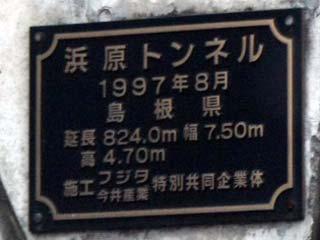 浜原トンネル
1997年8月
島根県
延長 824.0m 幅 7.50m
高 4.70m
施工 フジタ 今井産業 特別共同企業体